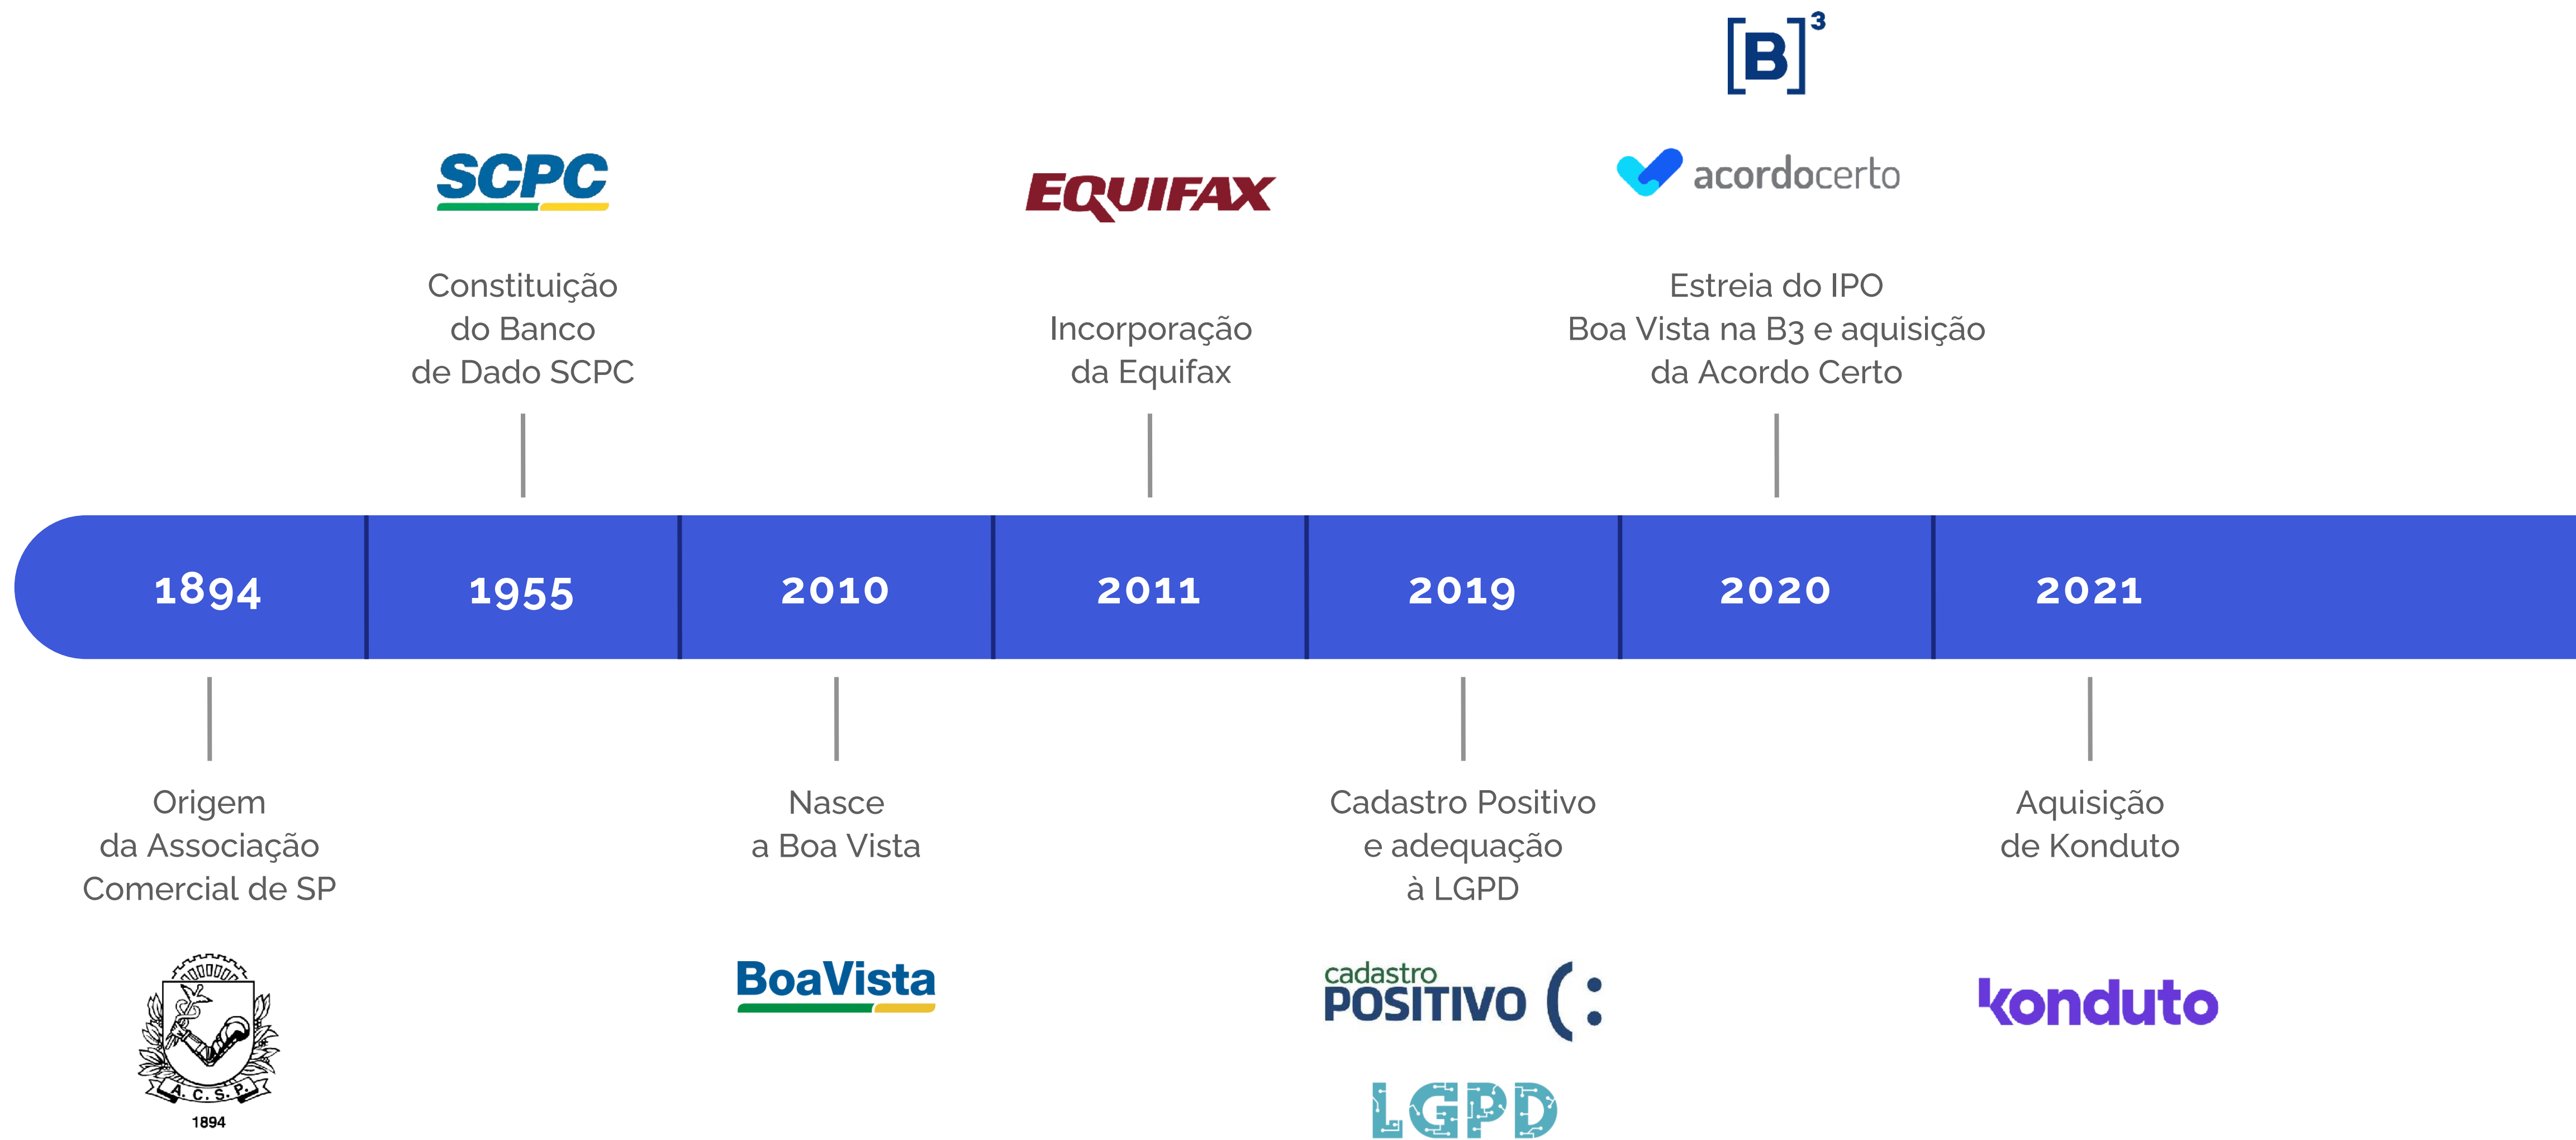 [B]³
SCPC
EQUIFAX
acordocerto
Constituição
do Banco
de Dado SCPC
Incorporação
da Equifax
Estreia do IPO
Boa Vista na B3 e aquisição
da Acordo Certo
1894
1955
2010
2011
2019
2020
2021
Origem
da Associação
Comercial de SP
A. C. S. P.
1894
Nasce
a Boa Vista
BoaVista
Cadastro Positivo
e adequação
à LGPD
cadastro
POSITIVO (:
LGPD
Aquisição
de Konduto
konduto